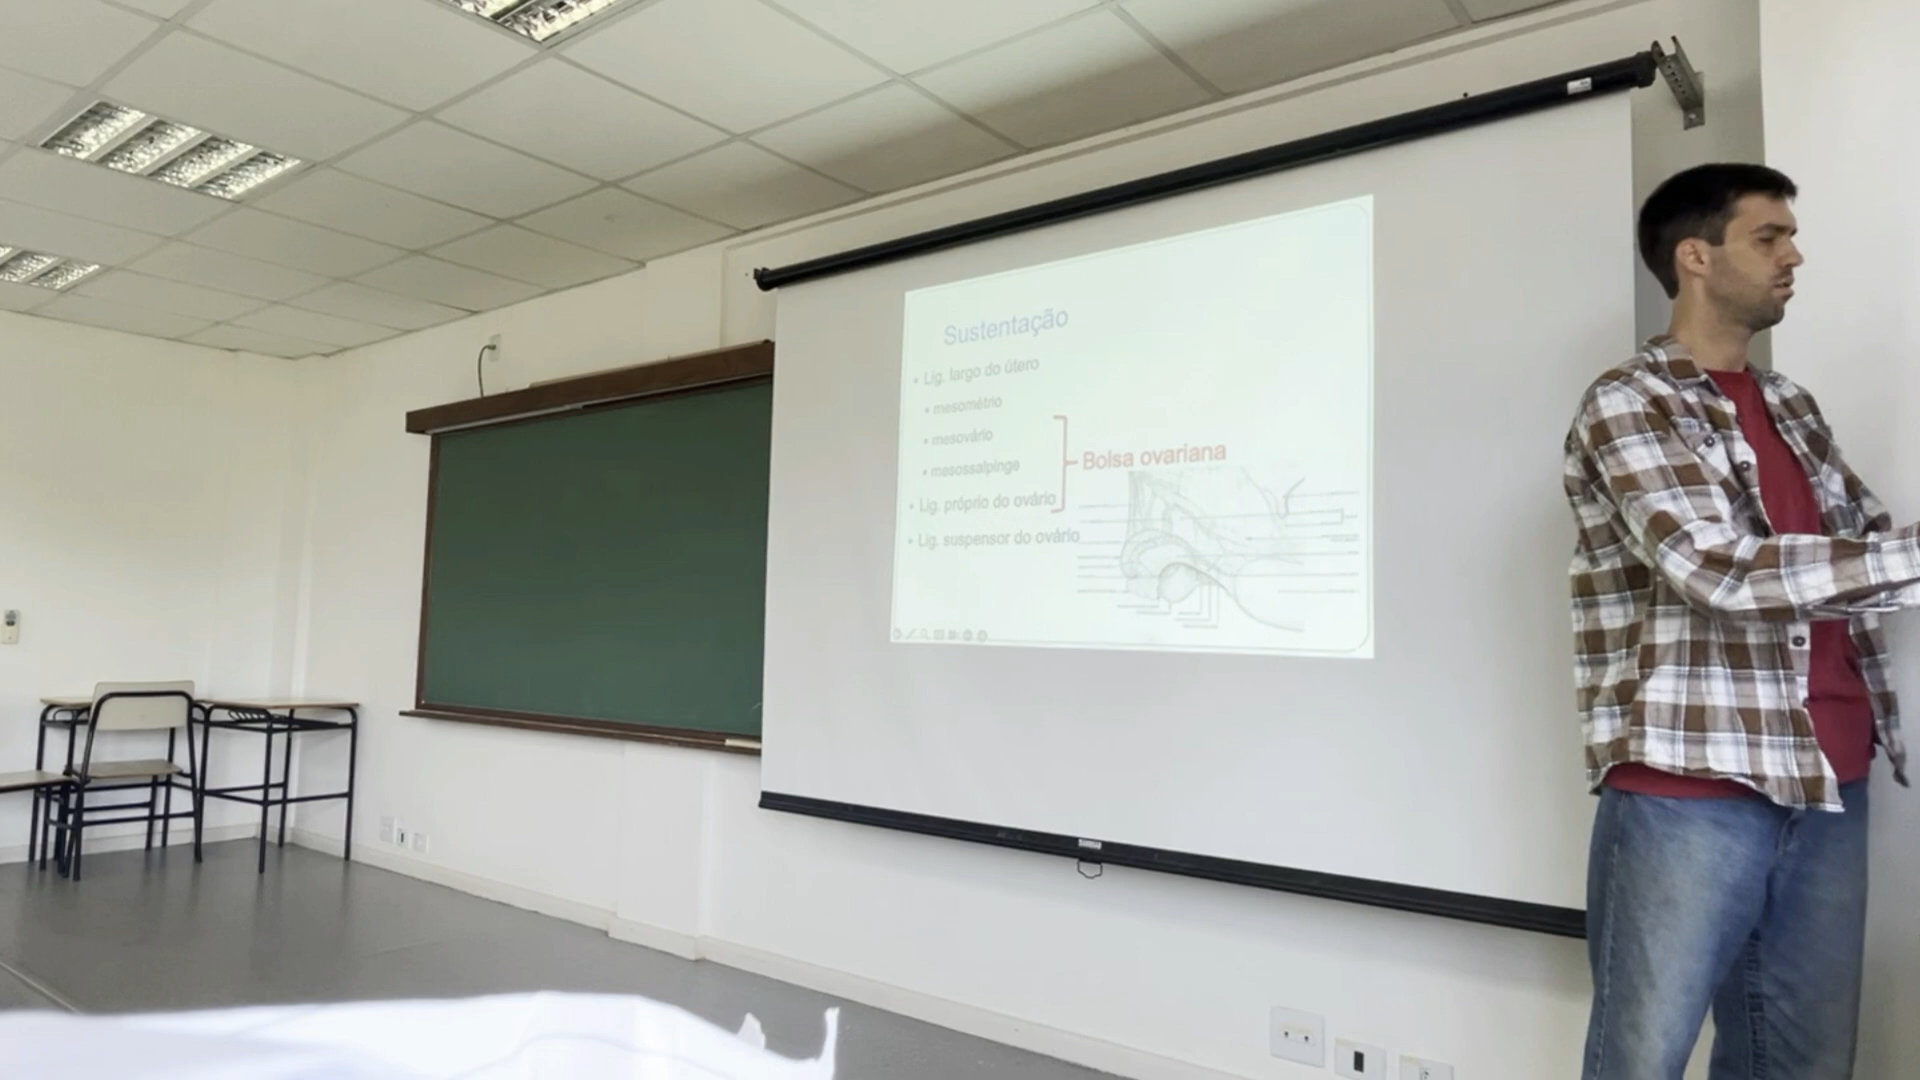 Sustentação
• Lig. largo do útero
• mesométrio
• mesovário
• mesossalpinge
Bolsa ovariana
• Lig. próprio do ovário
• Lig. suspensor do ovário